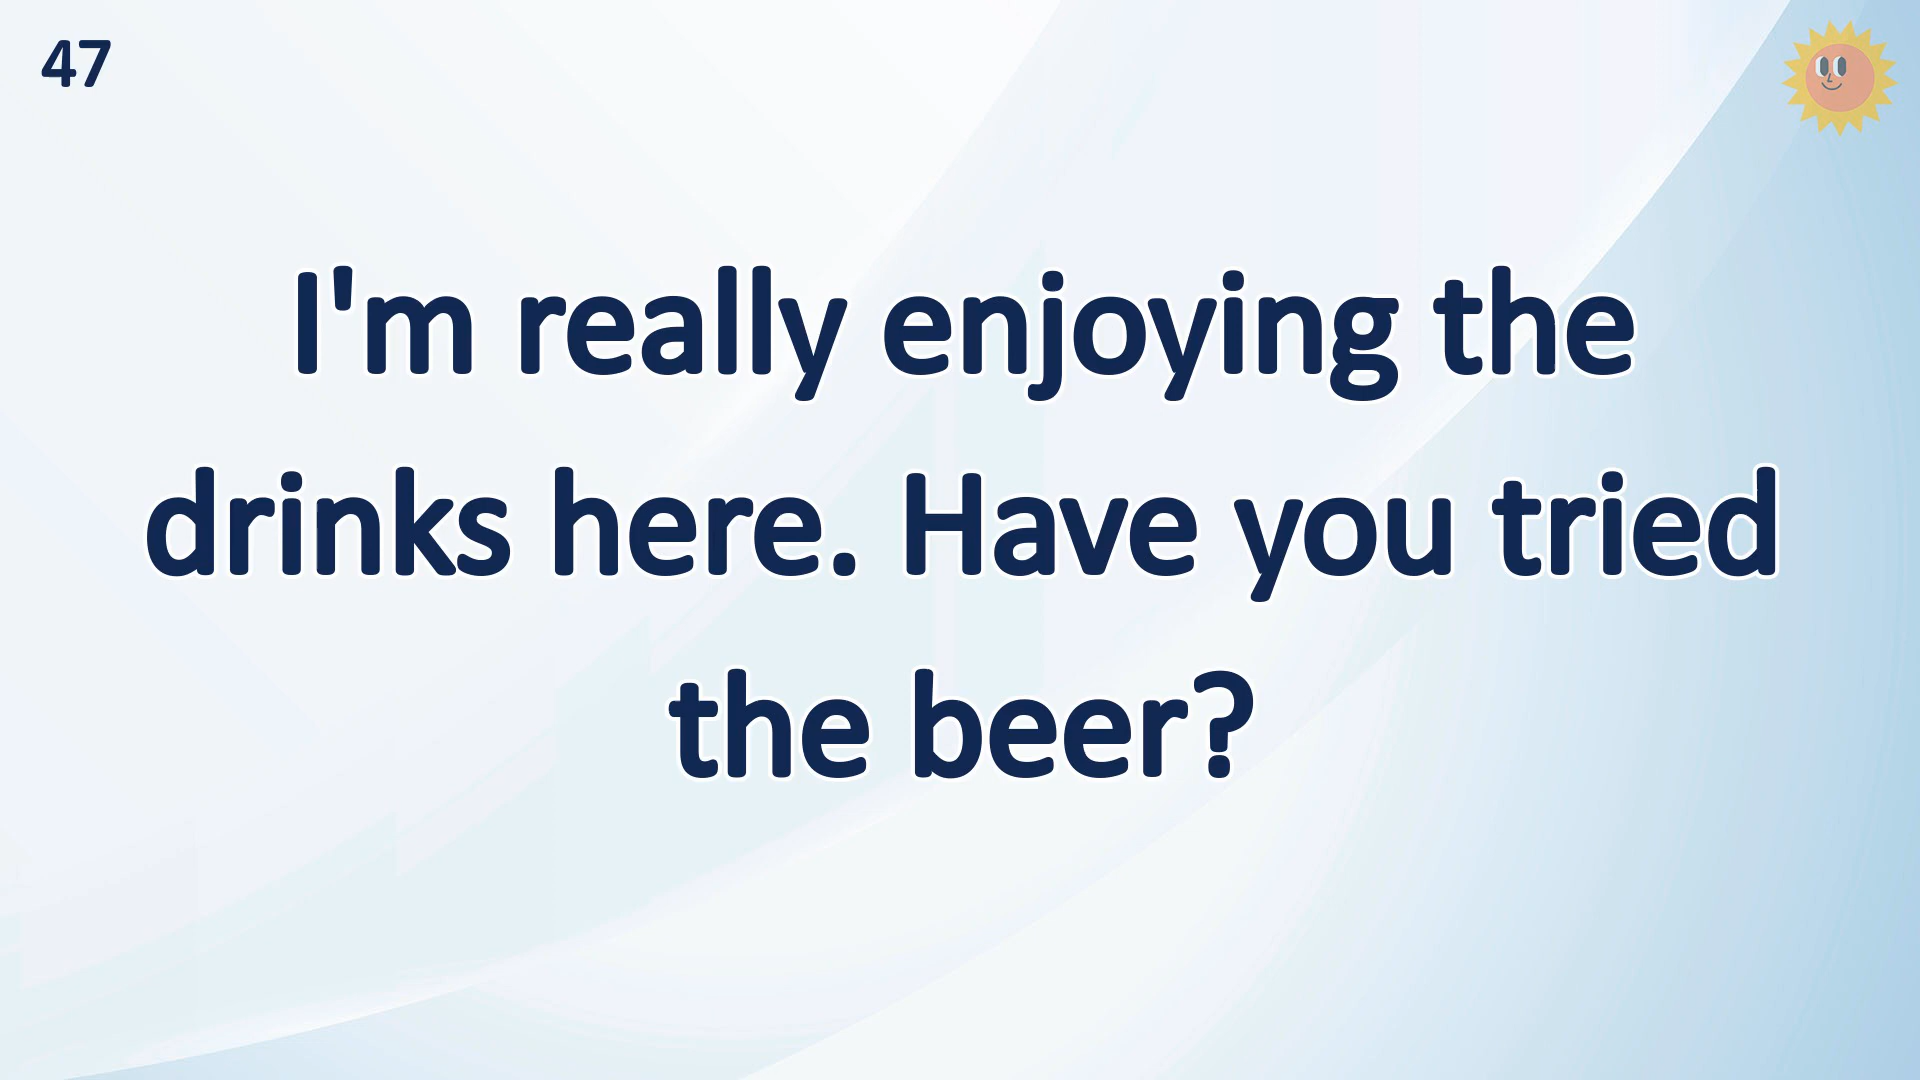 47
I'm really enjoying the
drinks here. Have you tried
the beer?